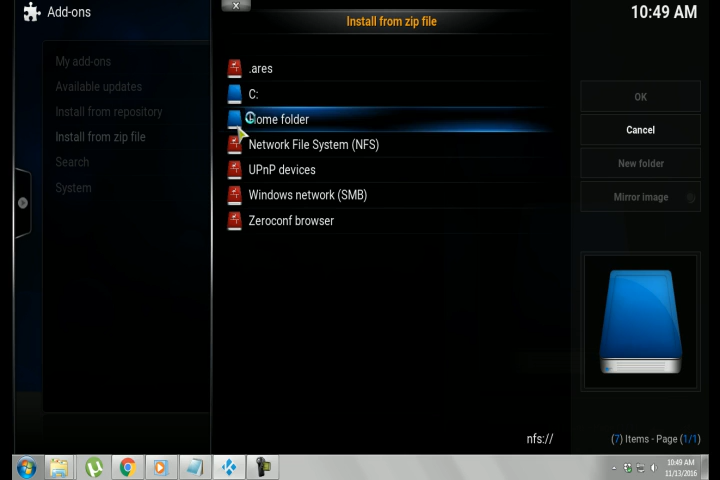 Add-ons
My add-ons
Available updates
Install from repository
Install from zip file
Search
System
x
Install from zip file
.ares
C:
Home folder
Network File System (NFS)
UPnP devices
Windows network (SMB)
Zeroconf browser
nfs://
10:49 AM
OK
Cancel
New folder
Mirror image
(7) Items - Page (1/1)
10:49 AM
11/13/2016